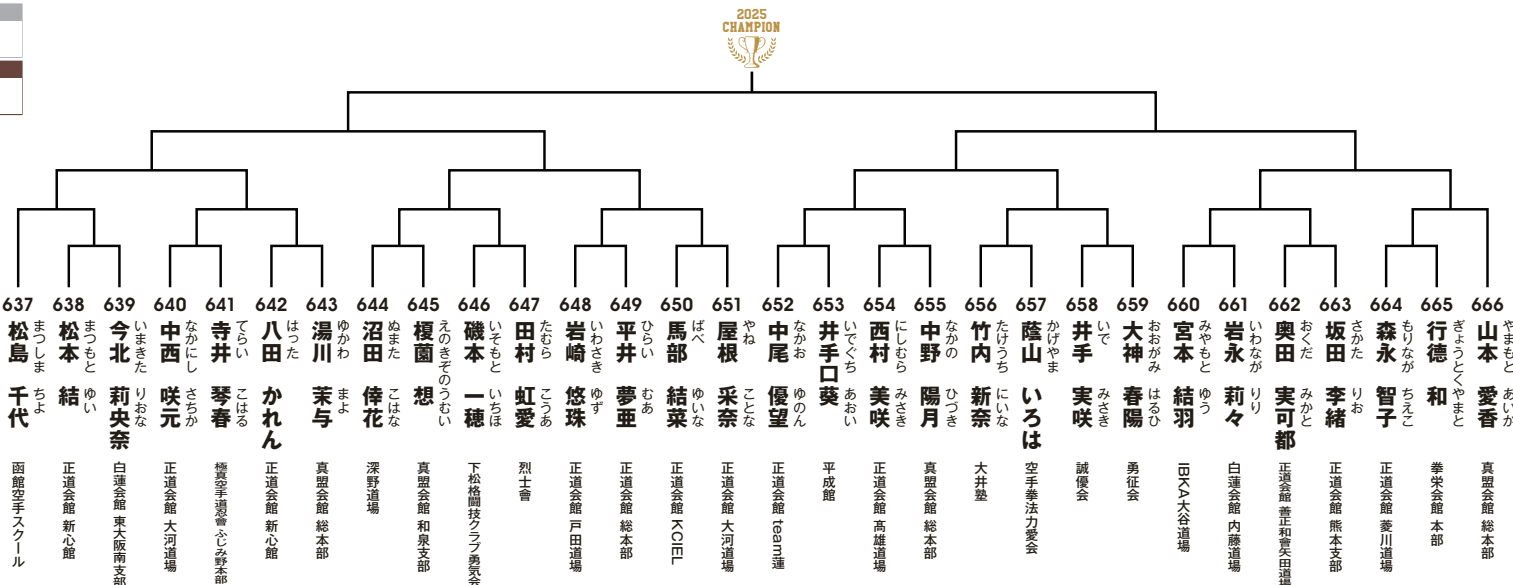 2025
CHAMPION
637
松島 千代
まつしま ちよ
函館空手スクール
638
松本 結
まつもと ゆい
正道会館 新心館
639
今北 莉央奈
いまきた りおな
白蓮会館 東大阪南支部
640
中西 咲元
なかにし さちか
正道会館 大河道場
641
寺井 琴春
てらい こはる
極真空手道忍會 ふじみ野本部
642
八田 かれん
はった
正道会館 新心館
643
湯川 茉与
ゆかわ まよ
真盟会館 総本部
644
沼田 倖花
ぬまた こはな
深野道場
645
榎薗 想
えのきぞの うむい
真盟会館 和泉支部
646
磯本 一穂
いそもと いちほ
下松格闘技クラブ勇気会
647
田村 虹愛
たむら こうあ
烈士會
648
岩崎 悠珠
いわさき ゆず
正道会館 戸田道場
649
平井 夢亜
ひらい むあ
正道会館 総本部
650
馬部 結菜
ばべ ゆいな
正道会館 KCIEL
651
屋根 采奈
やね ことな
正道会館 大河道場
652
中尾 優望
なかお ゆのん
正道会館 team蓮
653
井手口 葵
いでぐち あおい
平成館
654
西村 美咲
にしむら みさき
正道会館 髙雄道場
655
中野 陽月
なかの ひづき
真盟会館 総本部
656
竹内 新奈
たけうち にいな
大井塾
657
蔭山 いろは
かげやま
空手拳法力愛会
658
井手 実咲
いで みさき
誠優会
659
大神 春陽
おおがみ はるひ
勇征会
660
宮本 結羽
みやもと ゆう
IBKA大谷道場
661
岩永 莉々
いわなが りり
白蓮会館 内藤道場
662
奥田 実可都
おくだ みかと
正道会館 善正和會矢田道場
663
坂田 李緒
さかた りお
正道会館 熊本支部
664
森永 智子
もりなが ちえこ
正道会館 菱川道場
665
行德 和
ぎょうとく やまと
拳栄会館 本部
666
山本 愛香
やまもと あいか
真盟会館 総本部